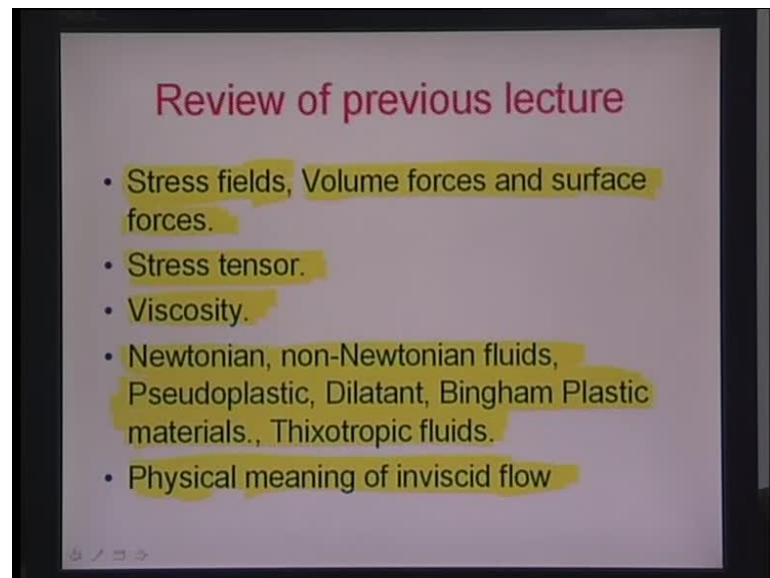 Review of previous lecture
• Stress fields, Volume forces and surface
forces.
• Stress tensor.
• Viscosity.
• Newtonian, non-Newtonian fluids,
Pseudoplastic, Dilatant, Bingham Plastic
materials., Thixotropic fluids.
• Physical meaning of inviscid flow